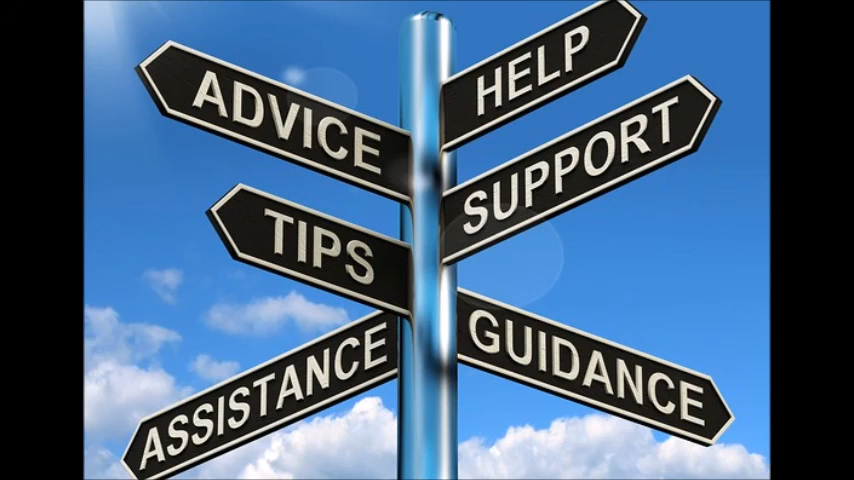 HELP
ADVICE
SUPPORT
TIPS
GUIDANCE
ASSISTANCE